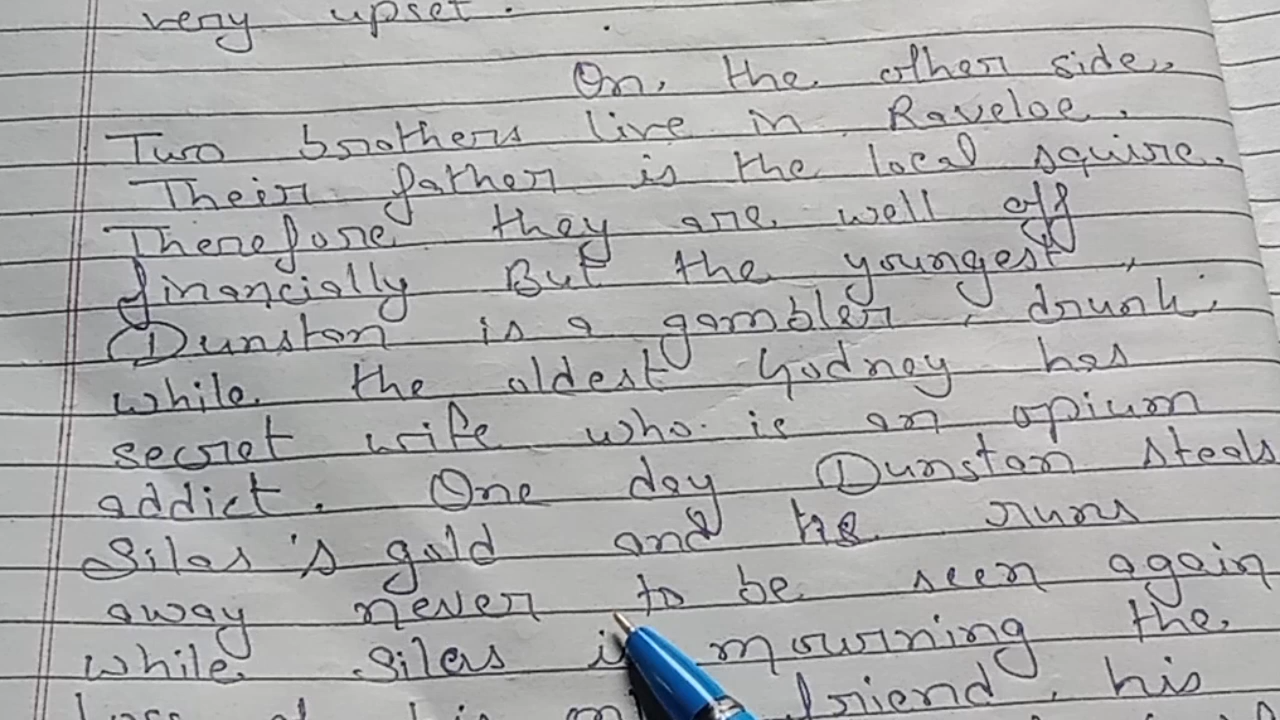 very upset.
On, the other side,
Two brothers live in Raveloe.
Their father is the local squire.
Therefore they are well off
financially But the youngest,
Dunstan is a gambler, drunk.
while the oldest Godney has
secret wife who is an opium
addict. One day Dunstan steals
Silas's gold and he runs
away never to be seen again
while Silas is mourning the
loss of his friend, his